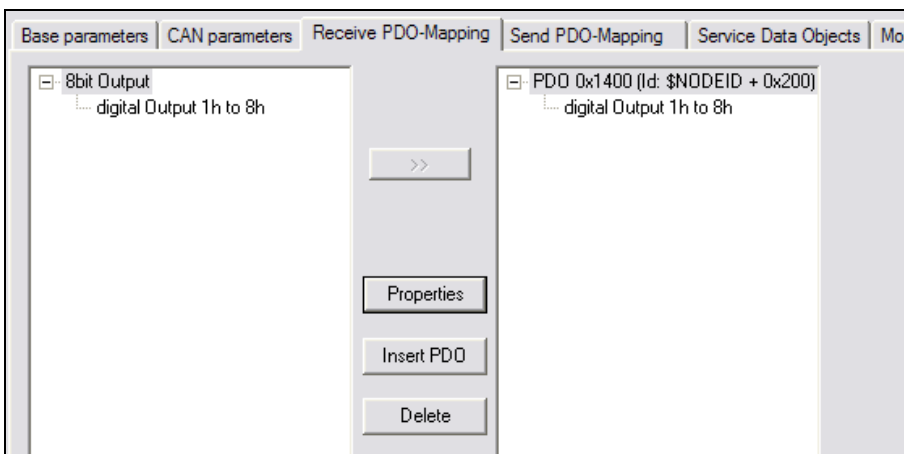 Base parameters CAN parameters Receive PDO-Mapping Send PDO-Mapping Service Data Objects Mo
8bit Output
digital Output 1h to 8h
>>
Properties
Insert PDO
Delete
PDO 0x1400 (Id: $NODEID + 0x200)
digital Output 1h to 8h